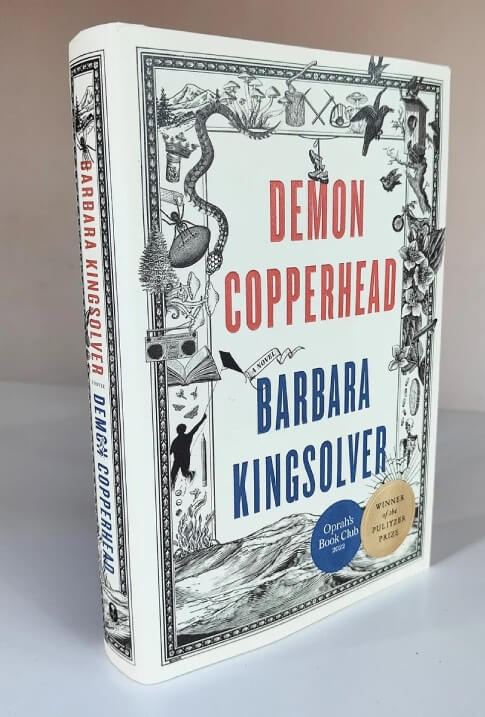 DEMON
COPPERHEAD
A NOVEL
BARBARA
KINGSOLVER
Oprah's
Book Club
2022
WINNER
of the
PULITZER
PRIZE
BARBARA KINGSOLVER
DEMON COPPERHEAD